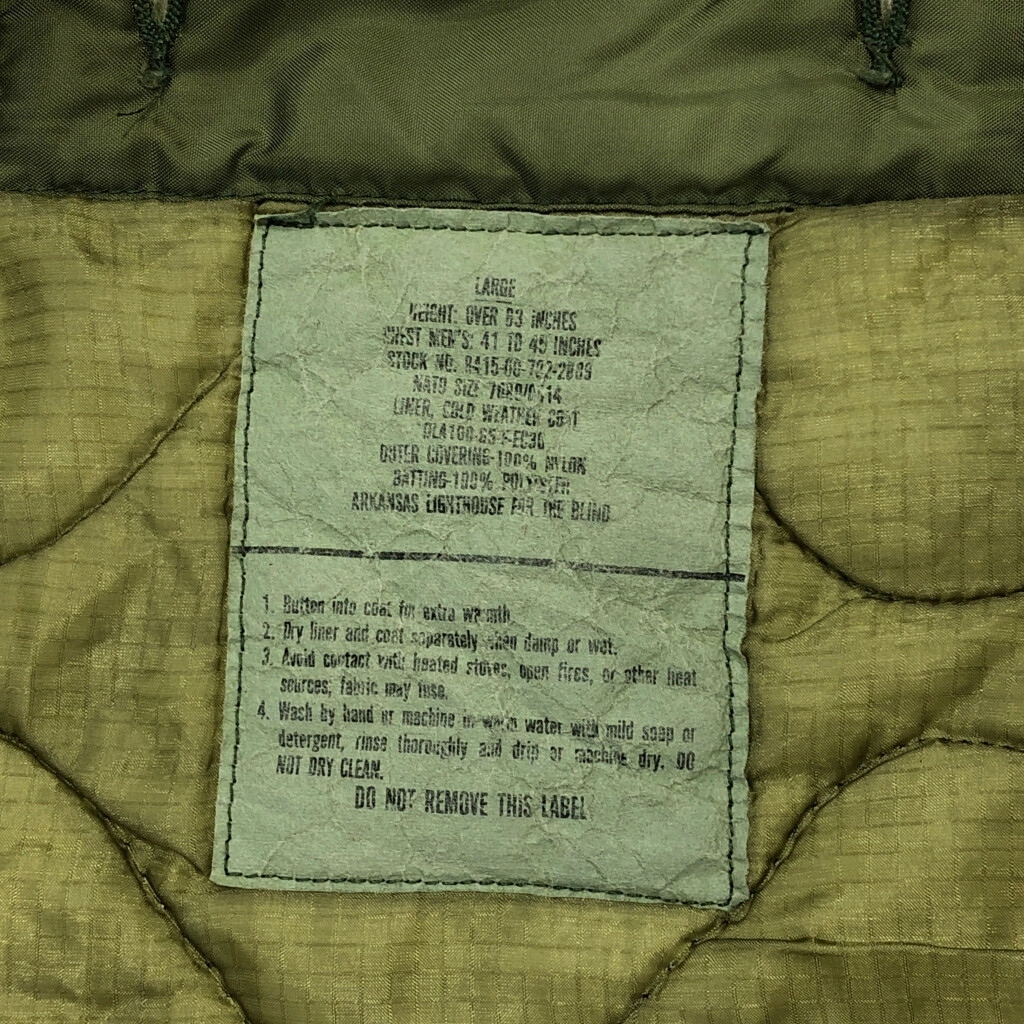 LARGE
HEIGHT: OVER 63 INCHES
CHEST MEN'S: 41 TO 45 INCHES
STOCK NO. 8415-00-782-2889
NATO SIZE
LINER, COLD WEATHER COAT
OUTER COVERING-100% NYLON
BATTING-100% POLYESTER
ARKANSAS LIGHTHOUSE FOR THE BLIND
1. Button into coat for extra warmth.
2. Dry liner and coat separately when damp or wet.
3. Avoid contact with heated stoves, open fires, or other heat
sources; fabric may fuse.
4. Wash by hand or machine in warm water with mild soap or
detergent, rinse thoroughly and drip or machine dry. DO
NOT DRY CLEAN.
DO NOT REMOVE THIS LABEL